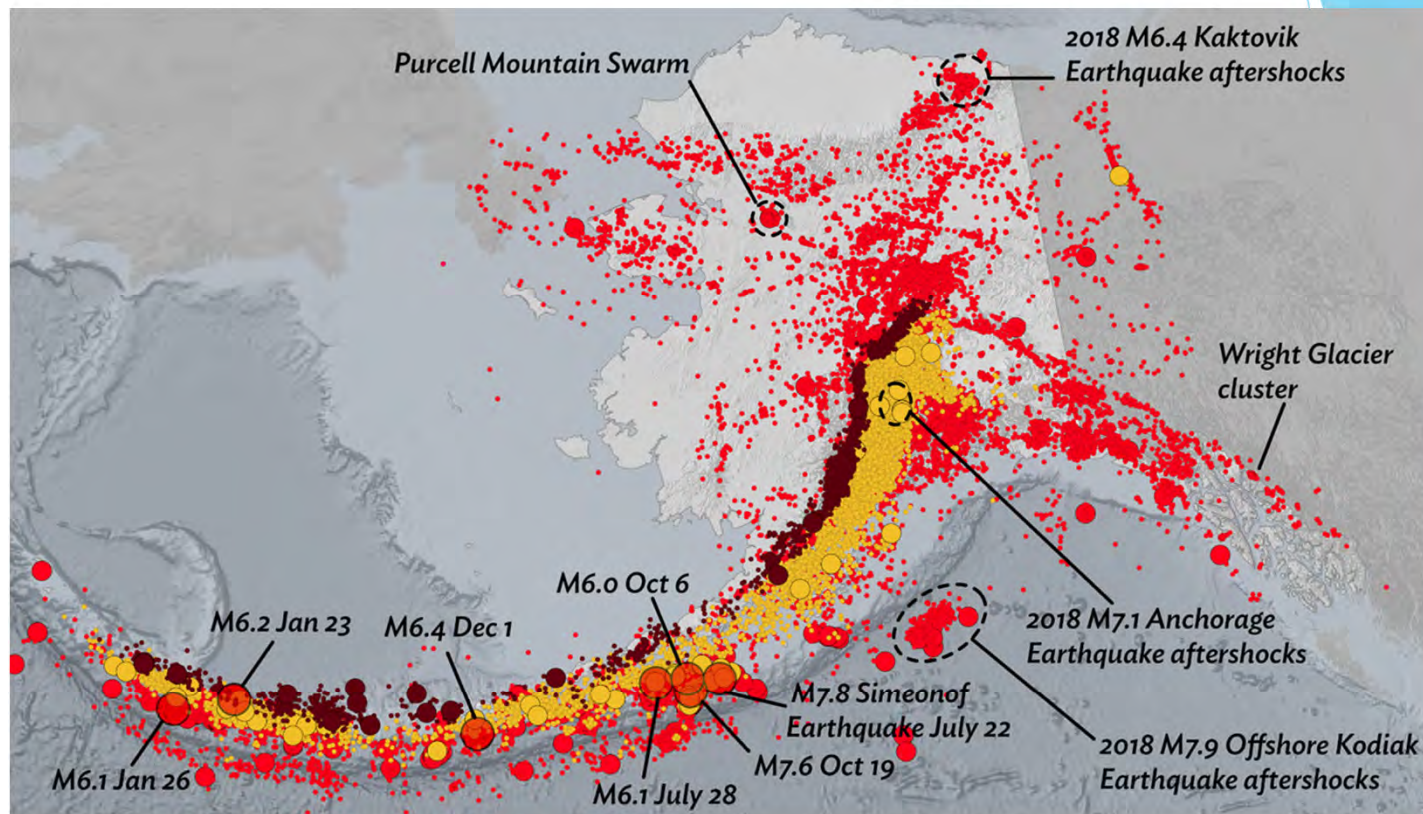 2018 M6.4 Kaktovik
Earthquake aftershocks
Purcell Mountain Swarm
Wright Glacier
cluster
M6.0 Oct 6
M6.2 Jan 23
M6.4 Dec 1
2018 M7.1 Anchorage
Earthquake aftershocks
M7.8 Simeonof
Earthquake July 22
2018 M7.9 Offshore Kodiak
Earthquake aftershocks
M7.6 Oct 19
M6.1 Jan 26
M6.1 July 28